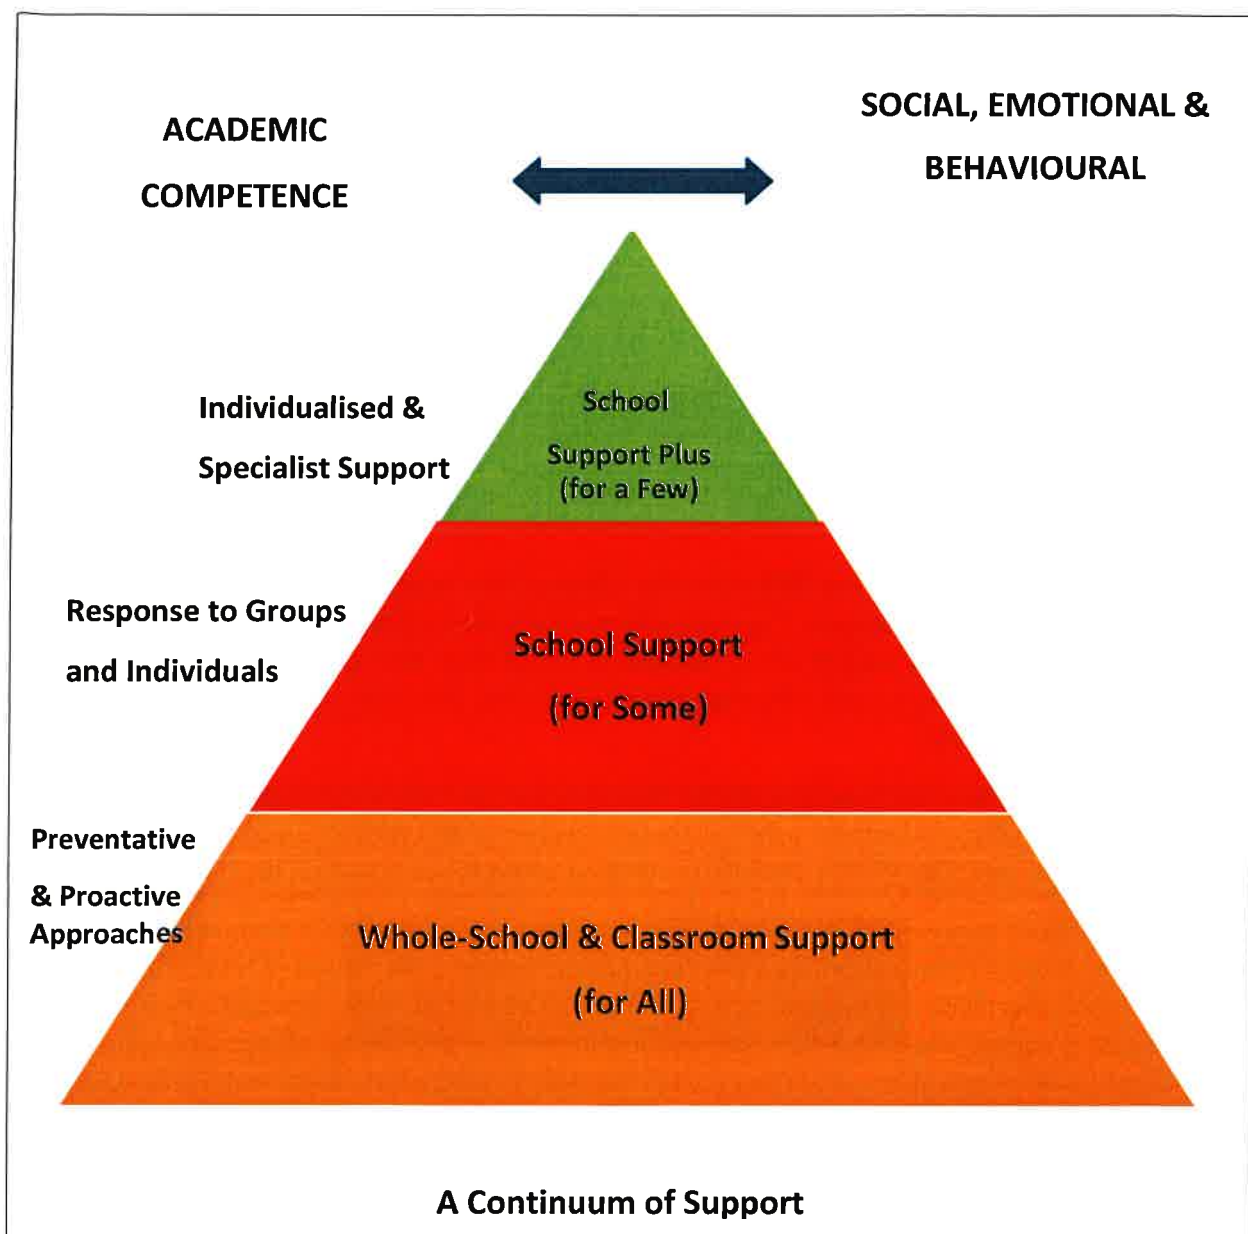 ACADEMIC
COMPETENCE
SOCIAL, EMOTIONAL &
BEHAVIOURAL
Individualised &
Specialist Support
School
Support Plus
(for a Few)
Response to Groups
and Individuals
School Support
(for Some)
Preventative
& Proactive
Approaches
Whole-School & Classroom Support
(for All)
A Continuum of Support